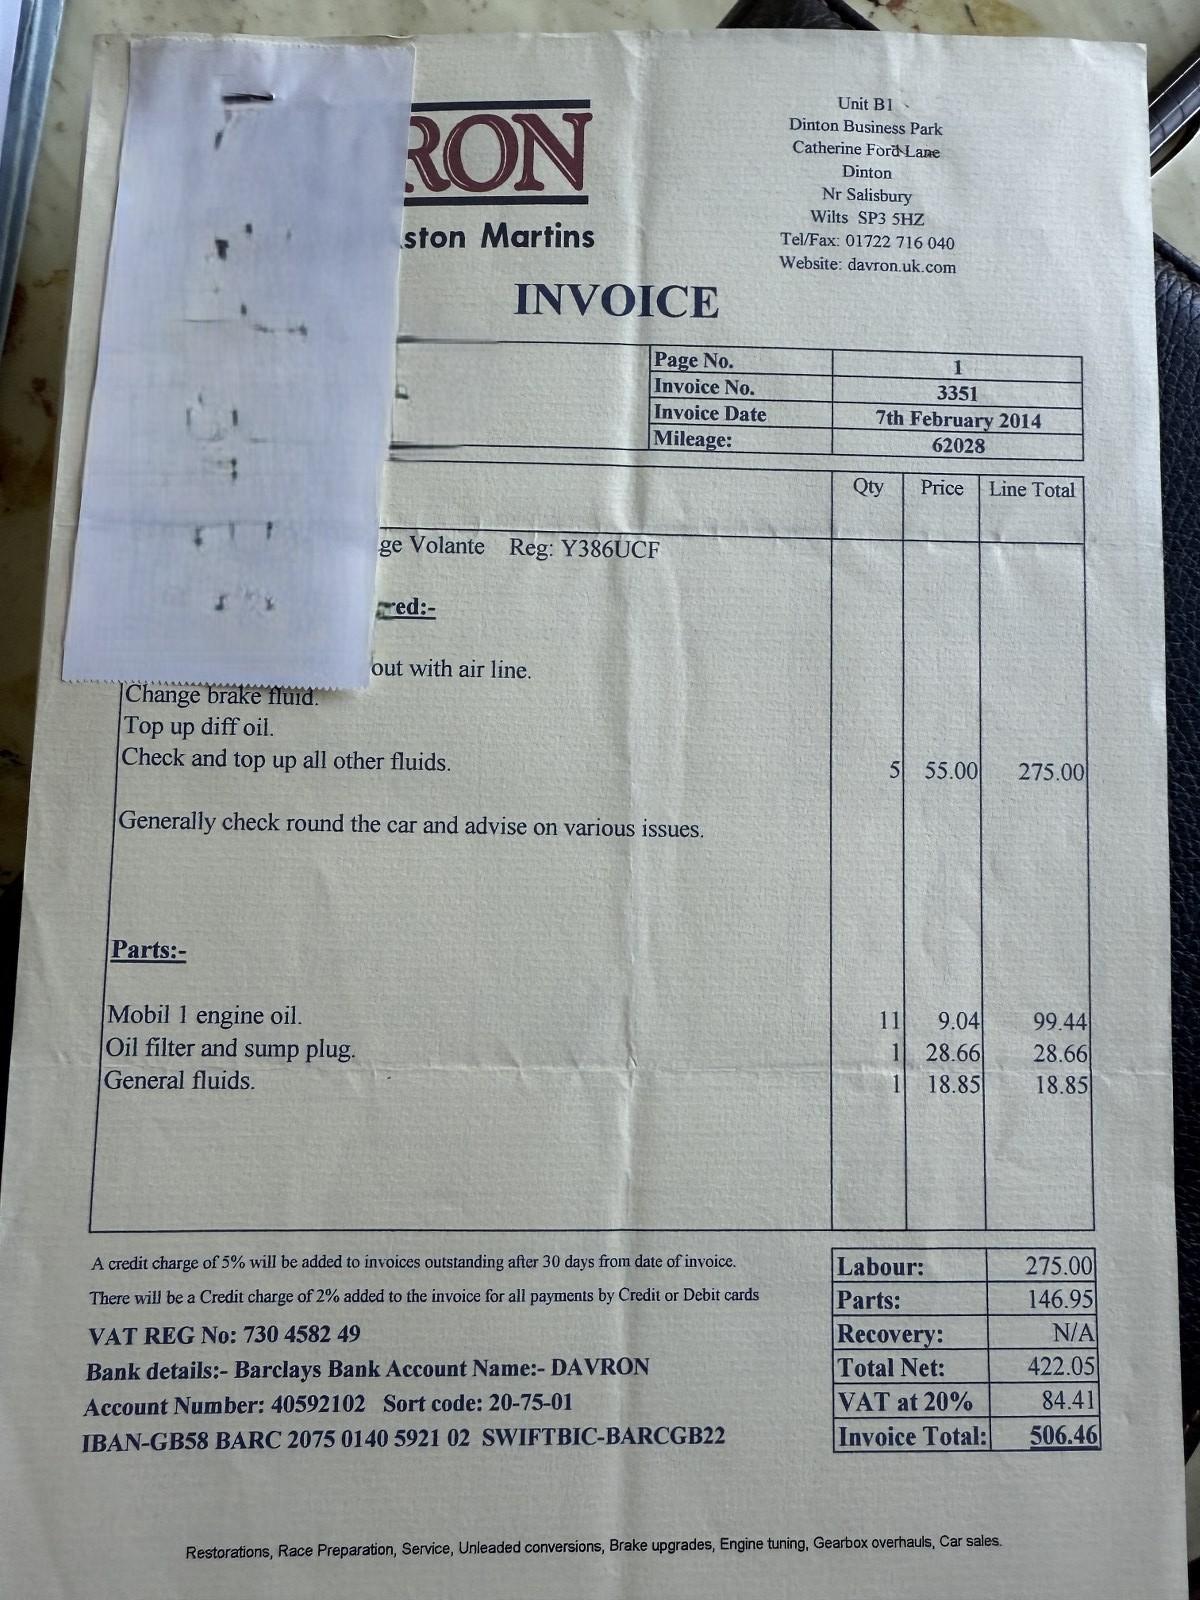 Unit B1
Dinton Business Park
Catherine Ford Lane
Dinton
Nr Salisbury
Wilts SP3 5HZ
Tel/Fax: 01722 716 040
Website: davron.uk.com
RON
ston Martins
INVOICE
Page No. 1
Invoice No. 3351
Invoice Date 7th February 2014
Mileage: 62028
Qty Price Line Total
ge Volante Reg: Y386UCF
red:-
out with air line.
Change brake fluid.
Top up diff oil.
Check and top up all other fluids. 5 55.00 275.00
Generally check round the car and advise on various issues.
Parts:-
Mobil 1 engine oil. 11 9.04 99.44
Oil filter and sump plug. 1 28.66 28.66
General fluids. 1 18.85 18.85
A credit charge of 5% will be added to invoices outstanding after 30 days from date of invoice.
There will be a Credit charge of 2% added to the invoice for all payments by Credit or Debit cards
VAT REG No: 730 4582 49
Bank details:- Barclays Bank Account Name:- DAVRON
Account Number: 40592102 Sort code: 20-75-01
IBAN-GB58 BARC 2075 0140 5921 02 SWIFTBIC-BARCGB22
Labour: 275.00
Parts: 146.95
Recovery: N/A
Total Net: 422.05
VAT at 20% 84.41
Invoice Total: 506.46
Restorations, Race Preparation, Service, Unleaded conversions, Brake upgrades, Engine tuning, Gearbox overhauls, Car sales.